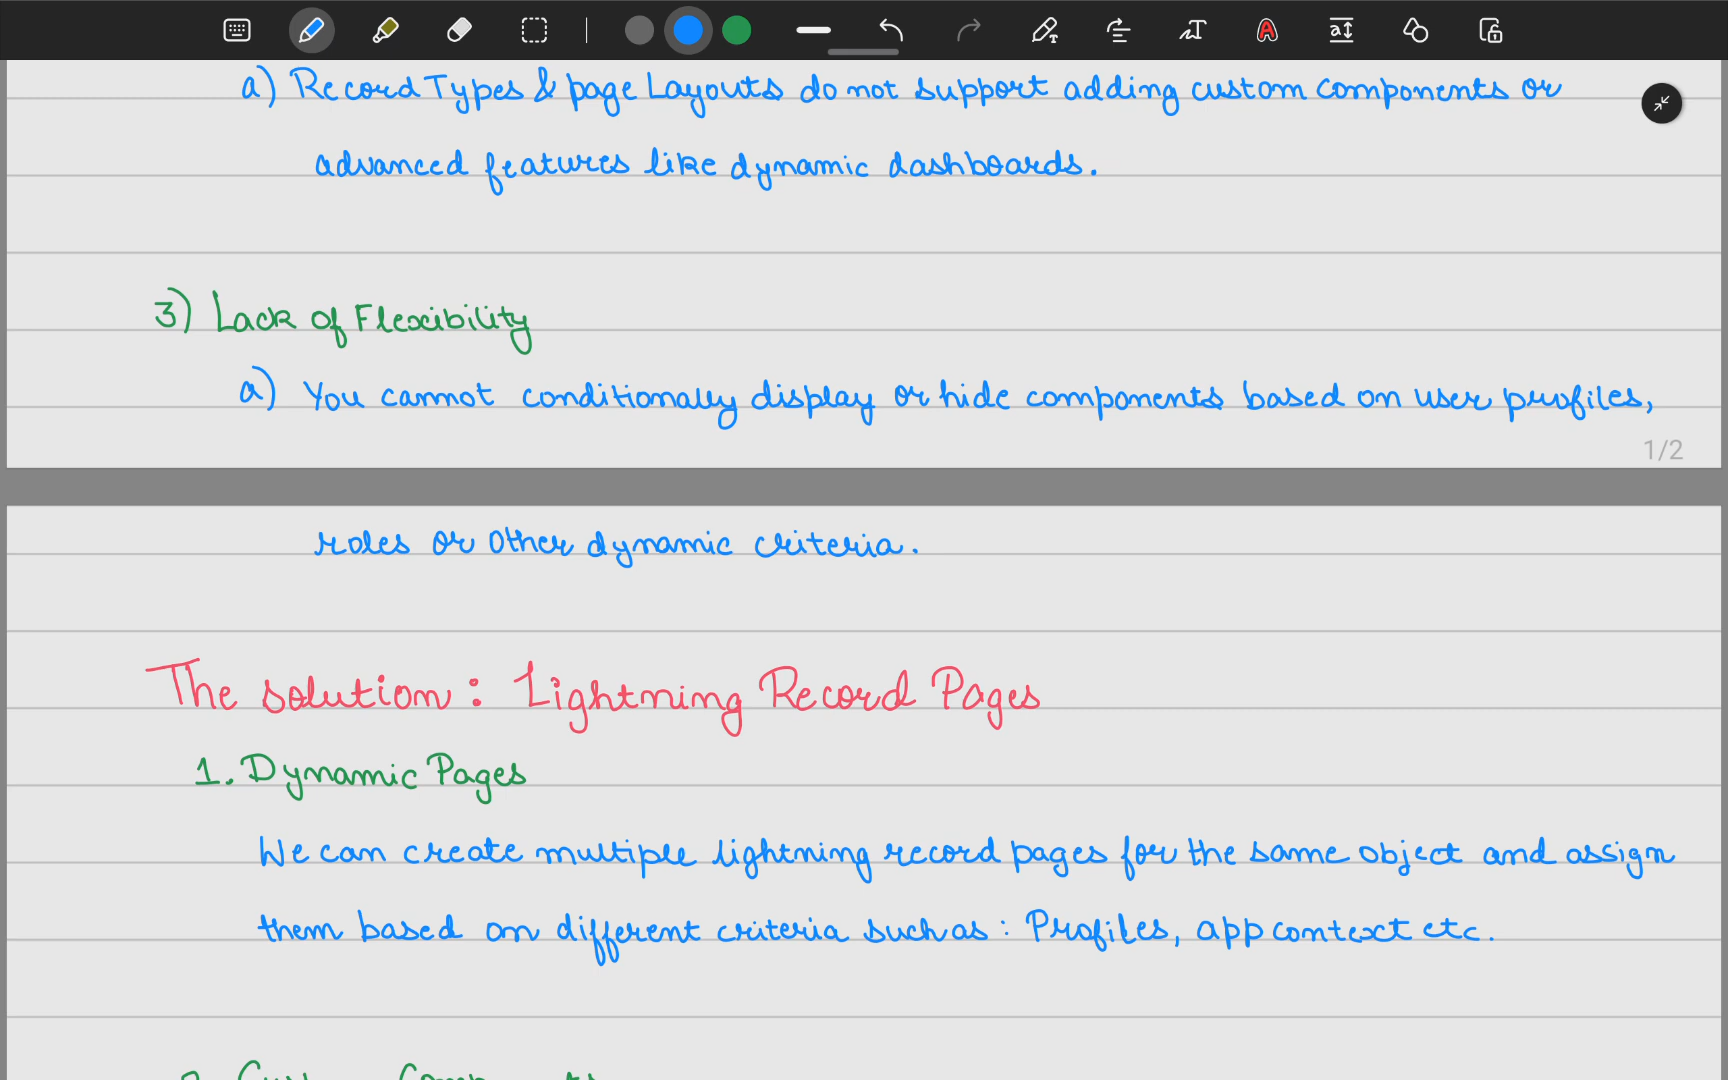 a) Record Types & page Layouts do not support adding custom components or
advanced features like dynamic dashboards.
3) Lack of Flexibility
a) You cannot conditionally display or hide components based on user profiles,
1/2
roles or other dynamic criteria.
The solution: Lightning Record Pages
1. Dynamic Pages
We can create multiple lightning record pages for the same object and assign
them based on different criteria such as : Profiles, app context etc.